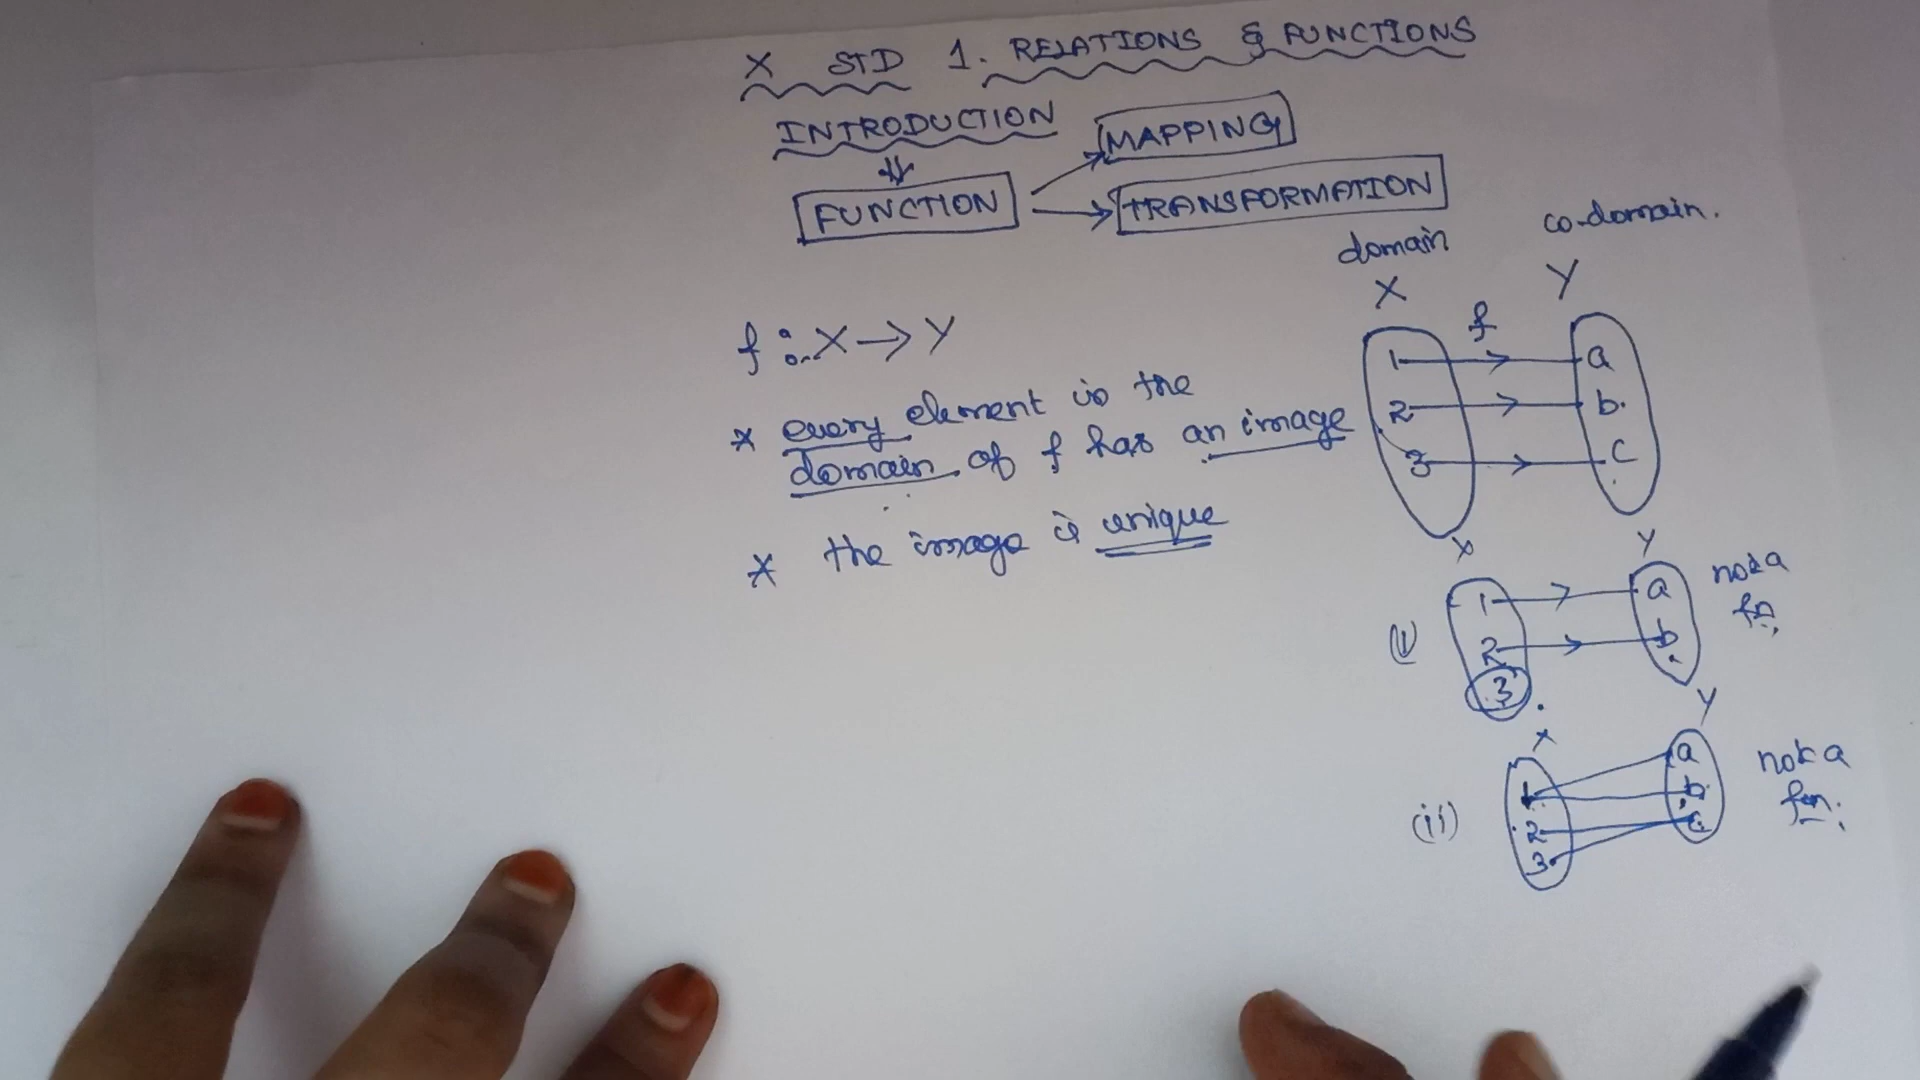 X STD 1. RELATIONS & FUNCTIONS
INTRODUCTION
MAPPING
FUNCTION
TRANSFORMATION
domain
co-domain.
X
Y
f
f : X → Y
1
a
2
b.
3
c
* every element in the
domain of f has an image
* the image is unique
X
Y
not a
fn.
(i)
1
a
2
b
3
X
Y
not a
fn.
(ii)
1
a
b
2
c
3